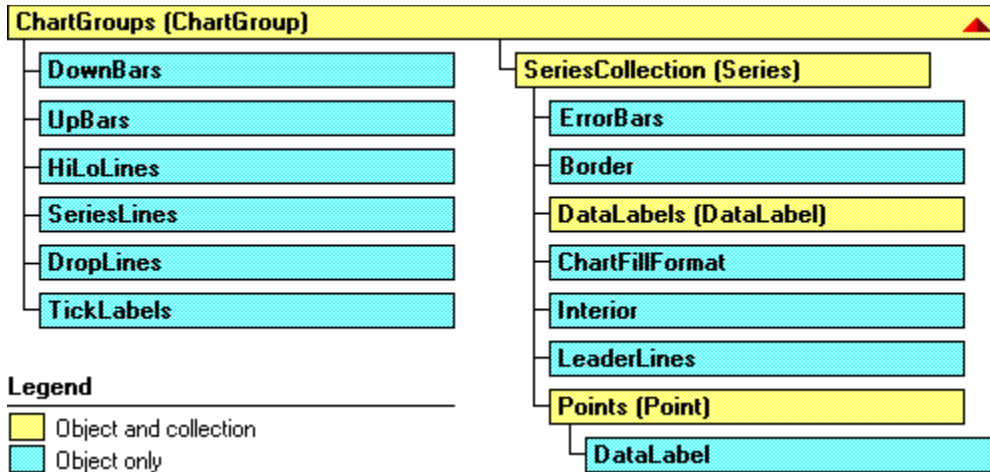 ChartGroups (ChartGroup)
DownBars
UpBars
HiLoLines
SeriesLines
DropLines
TickLabels
SeriesCollection (Series)
ErrorBars
Border
DataLabels (DataLabel)
ChartFillFormat
Interior
LeaderLines
Points (Point)
DataLabel
Legend
Object and collection
Object only